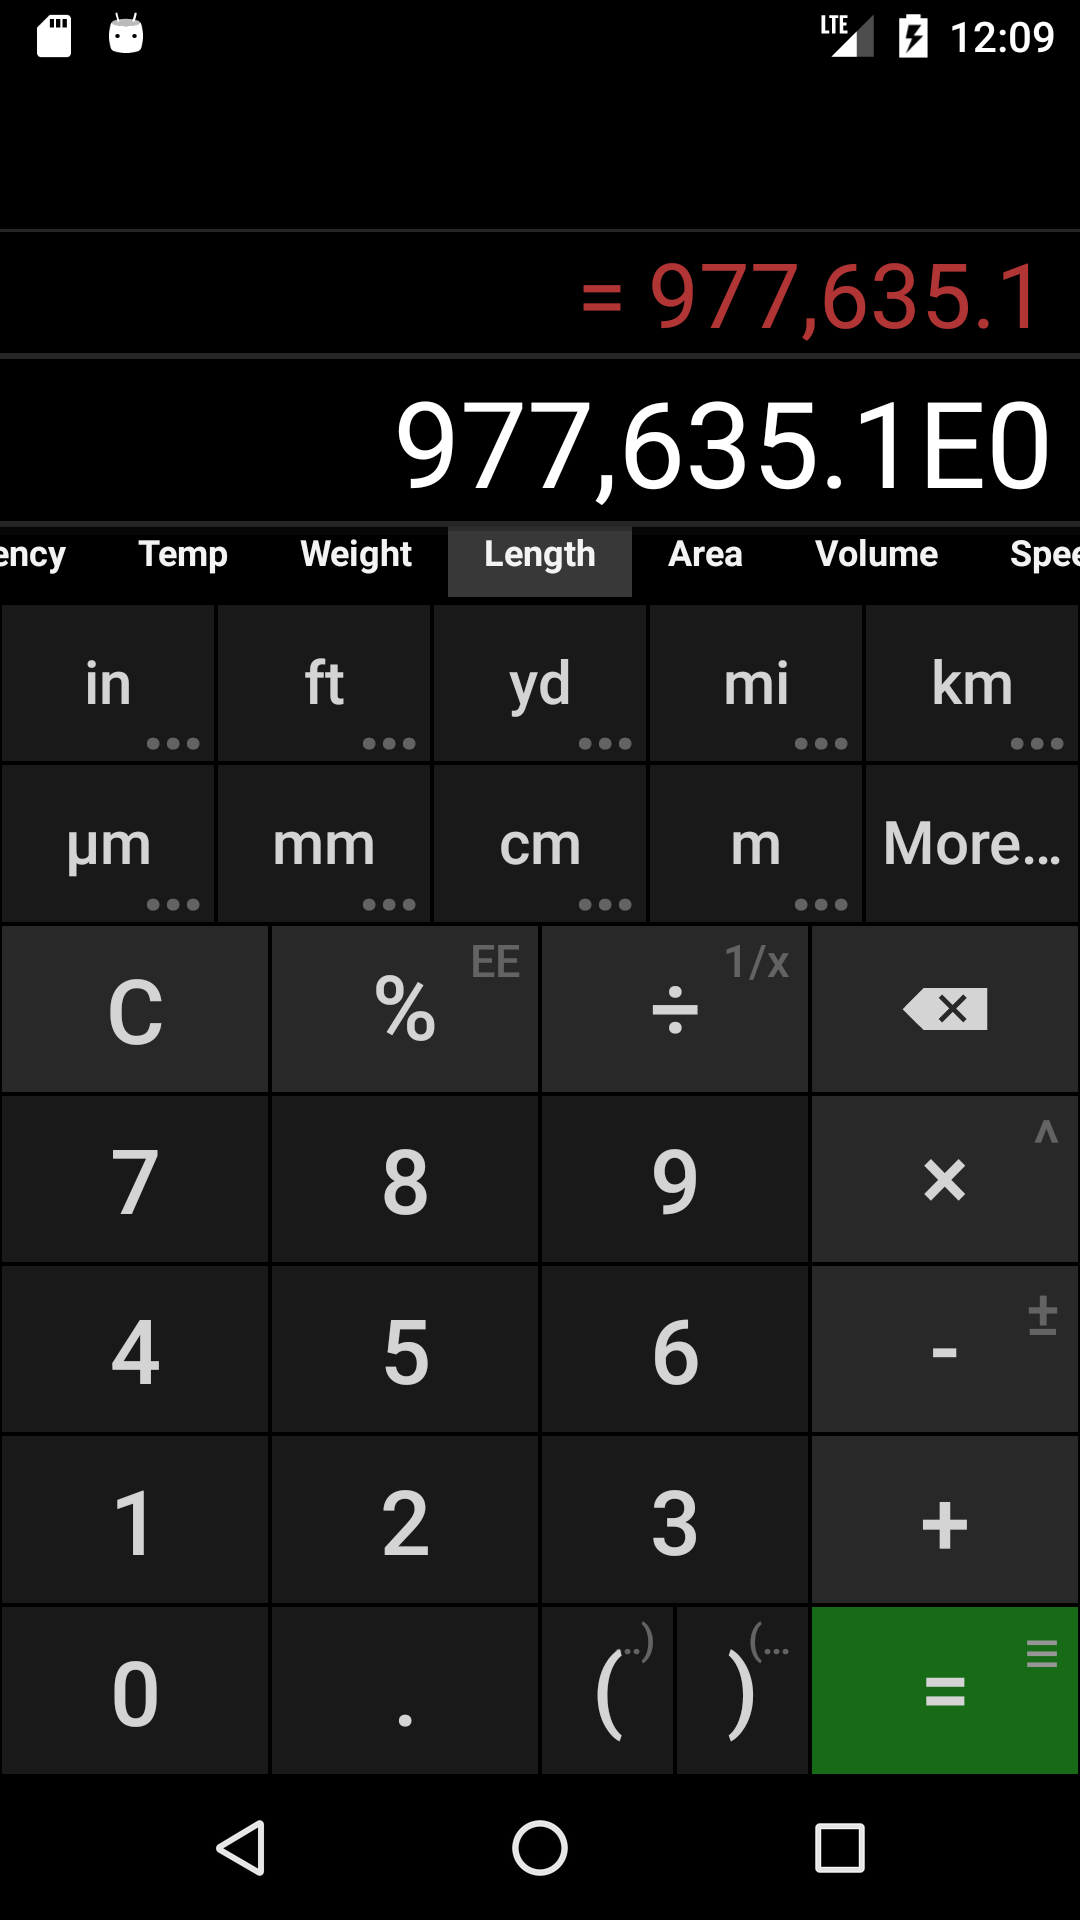 LTE 12:09
= 977,635.1
977,635.1E0
ency Temp Weight Length Area Volume Spee
in ft yd mi km
µm mm cm m More...
C % EE ÷ 1/x
7 8 9 × ^
4 5 6 - ±
1 2 3 +
0 . ( ..) ) (... =